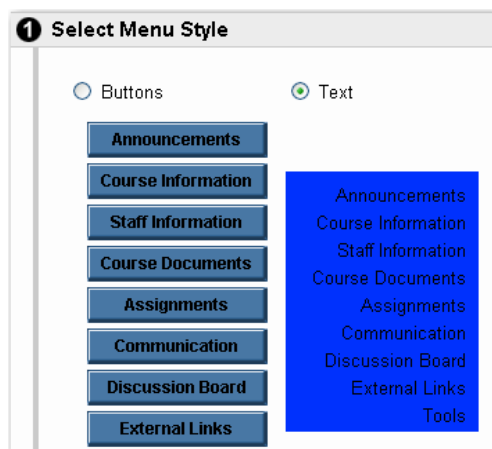 1 Select Menu Style
Buttons
Text
Announcements
Course Information
Staff Information
Course Documents
Assignments
Communication
Discussion Board
External Links
Announcements
Course Information
Staff Information
Course Documents
Assignments
Communication
Discussion Board
External Links
Tools